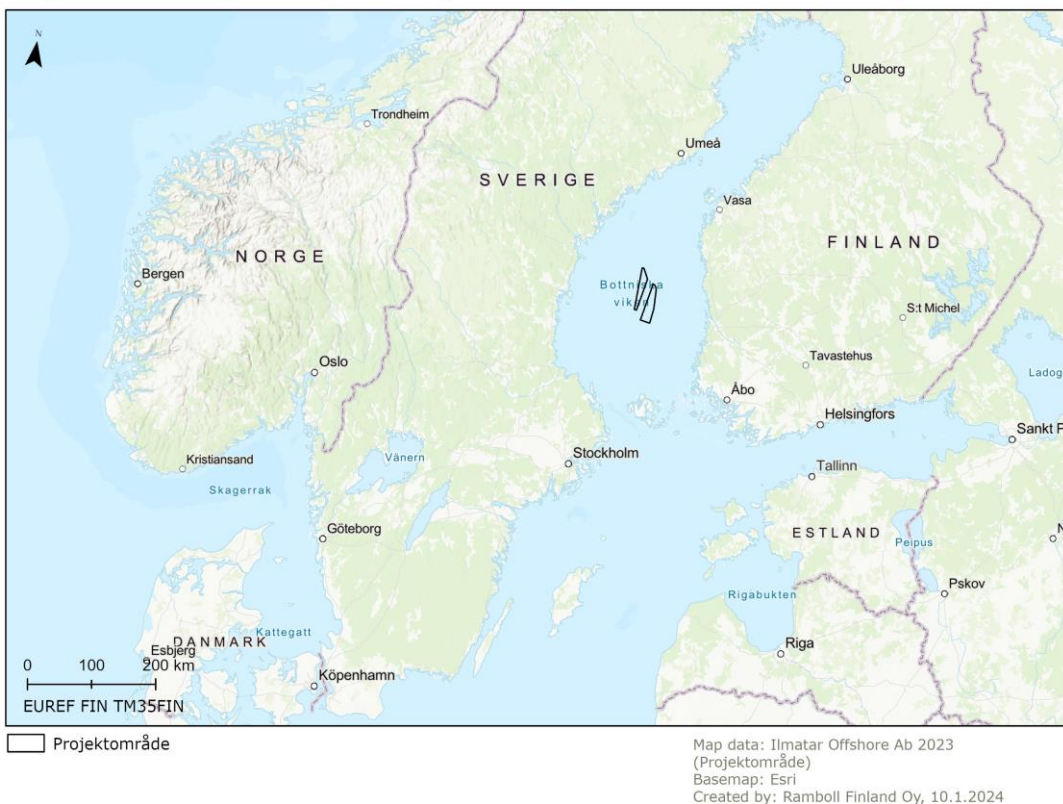 N
Uleåborg
Trondheim
Umeå
SVERIGE
Vasa
NORGE
FINLAND
Bergen
Bottniska
viken
S:t Michel
Oslo
Tavastehus
Ladog
Åbo
Helsingfors
Sankt P
Vänern
Stockholm
Kristiansand
Tallinn
Skagerrak
Göteborg
ESTLAND
Peipus
N
Pskov
Rigabukten
Kattegatt
DANMARK
Esbjerg
Riga
0 100 200 km
Köpenhamn
EUREF FIN TM35FIN
Projektområde
Map data: Ilmatar Offshore Ab 2023
(Projektområde)
Basemap: Esri
Created by: Ramboll Finland Oy, 10.1.2024